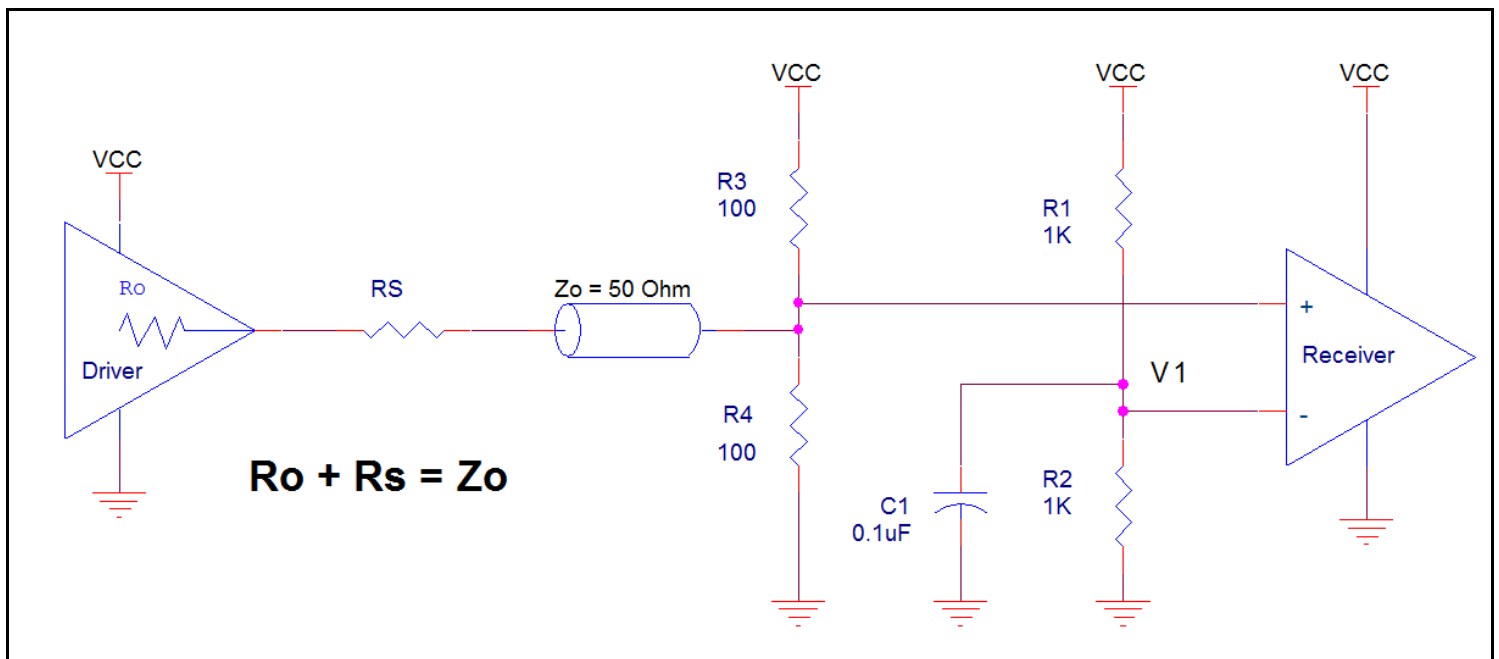 VCC
VCC
VCC
VCC
R3
100
R1
1K
Ro
RS
Zo = 50 Ohm
+
Driver
Receiver
V1
-
R4
100
Ro + Rs = Zo
C1
0.1uF
R2
1K